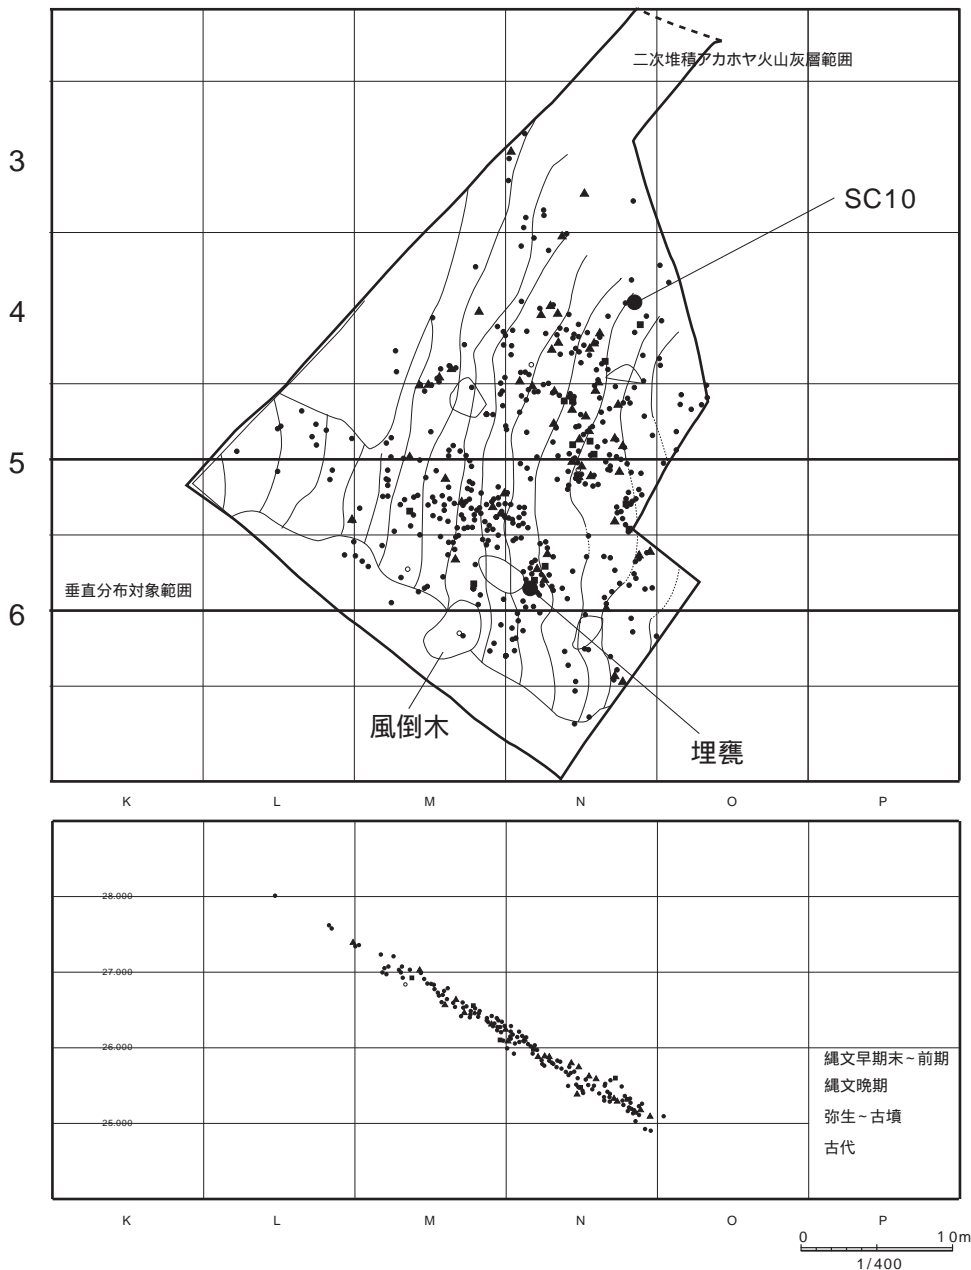 二次堆積アカホヤ火山灰層範囲
3
SC10
4
5
垂直分布対象範囲
6
風倒木
埋甕
K L M N O P
28.000
27.000
26.000
縄文早期末~前期
縄文晩期
弥生~古墳
25.000
古代
K L M N O P
0 10m
1/400